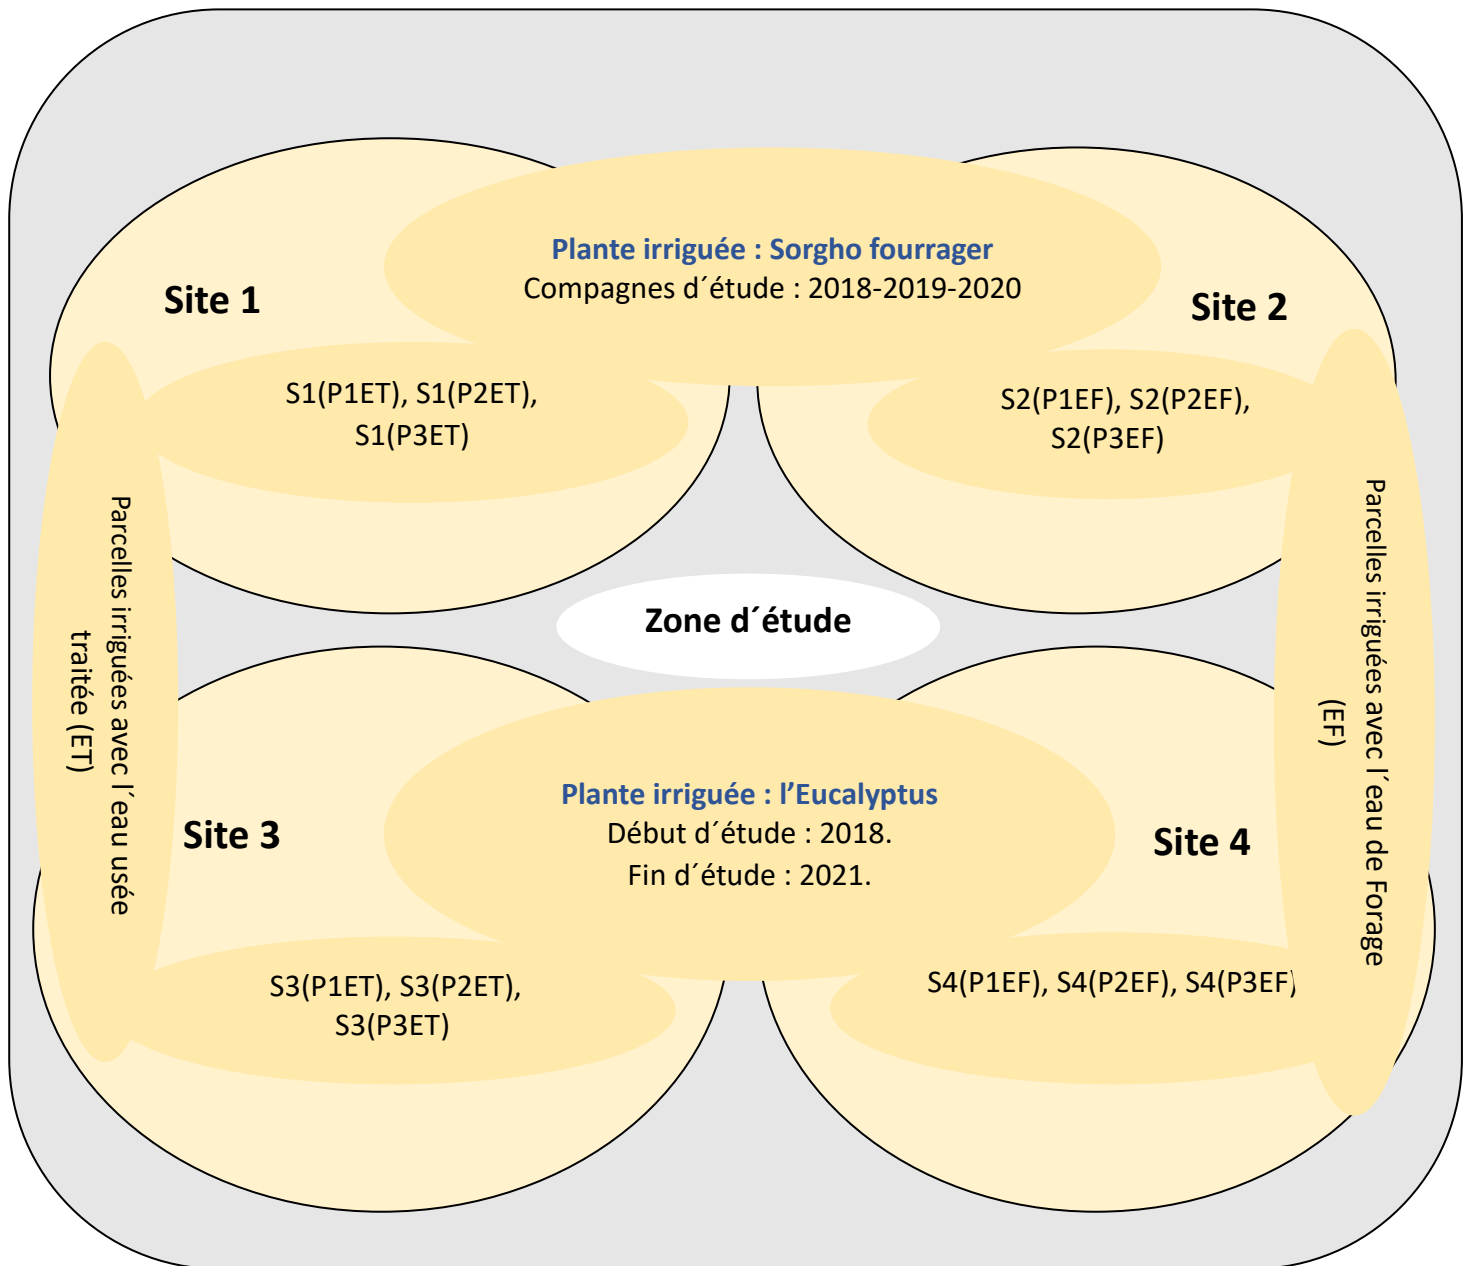 Plante irriguée : Sorgho fourrager
Compagnes d´étude : 2018-2019-2020
Site 1
Site 2
S1(P1ET), S1(P2ET),
S1(P3ET)
S2(P1EF), S2(P2EF),
S2(P3EF)
Parcelles irriguées avec l´eau usée
traitée (ET)
Parcelles irriguées avec l´eau de Forage
(EF)
Zone d´étude
Plante irriguée : l’Eucalyptus
Début d´étude : 2018.
Fin d´étude : 2021.
Site 3
Site 4
S3(P1ET), S3(P2ET),
S3(P3ET)
S4(P1EF), S4(P2EF), S4(P3EF)